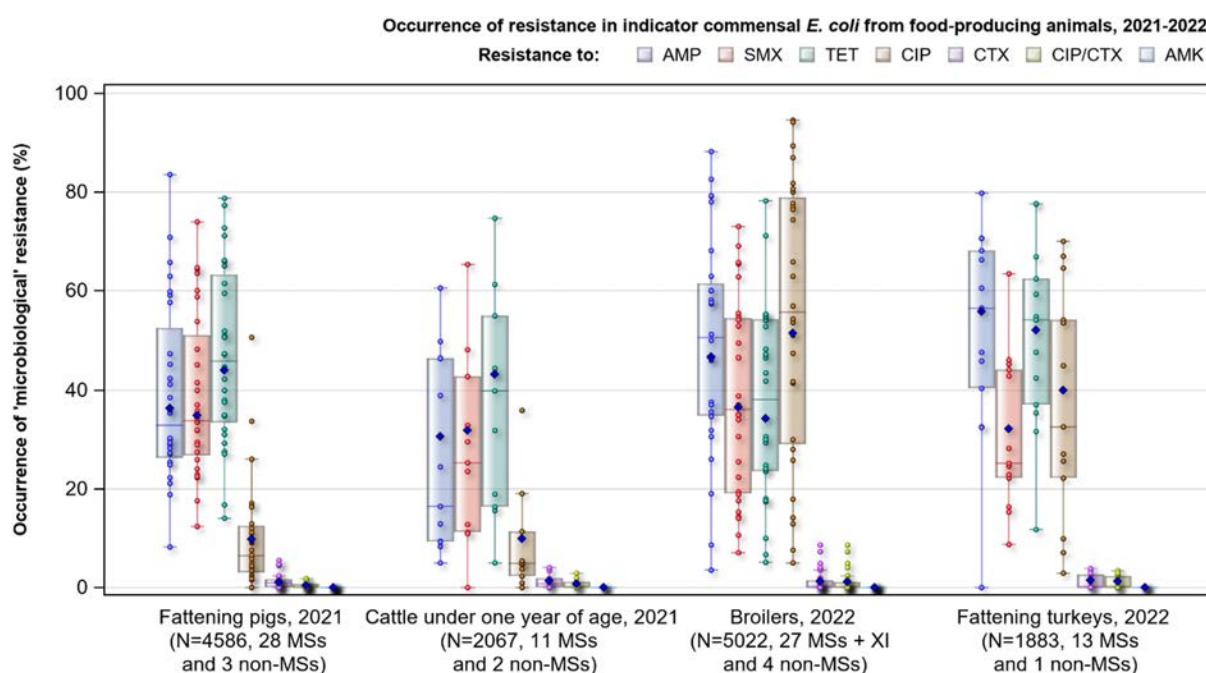 Occurrence of resistance in indicator commensal E. coli from food-producing animals, 2021-2022
Resistance to: AMP SMX TET CIP CTX CIP/CTX AMK
Occurrence of 'microbiological' resistance (%)
100
80
60
40
20
0
Fattening pigs, 2021
(N=4586, 28 MSs
and 3 non-MSs)
Cattle under one year of age, 2021
(N=2067, 11 MSs
and 2 non-MSs)
Broilers, 2022
(N=5022, 27 MSs + XI
and 4 non-MSs)
Fattening turkeys, 2022
(N=1883, 13 MSs
and 1 non-MSs)